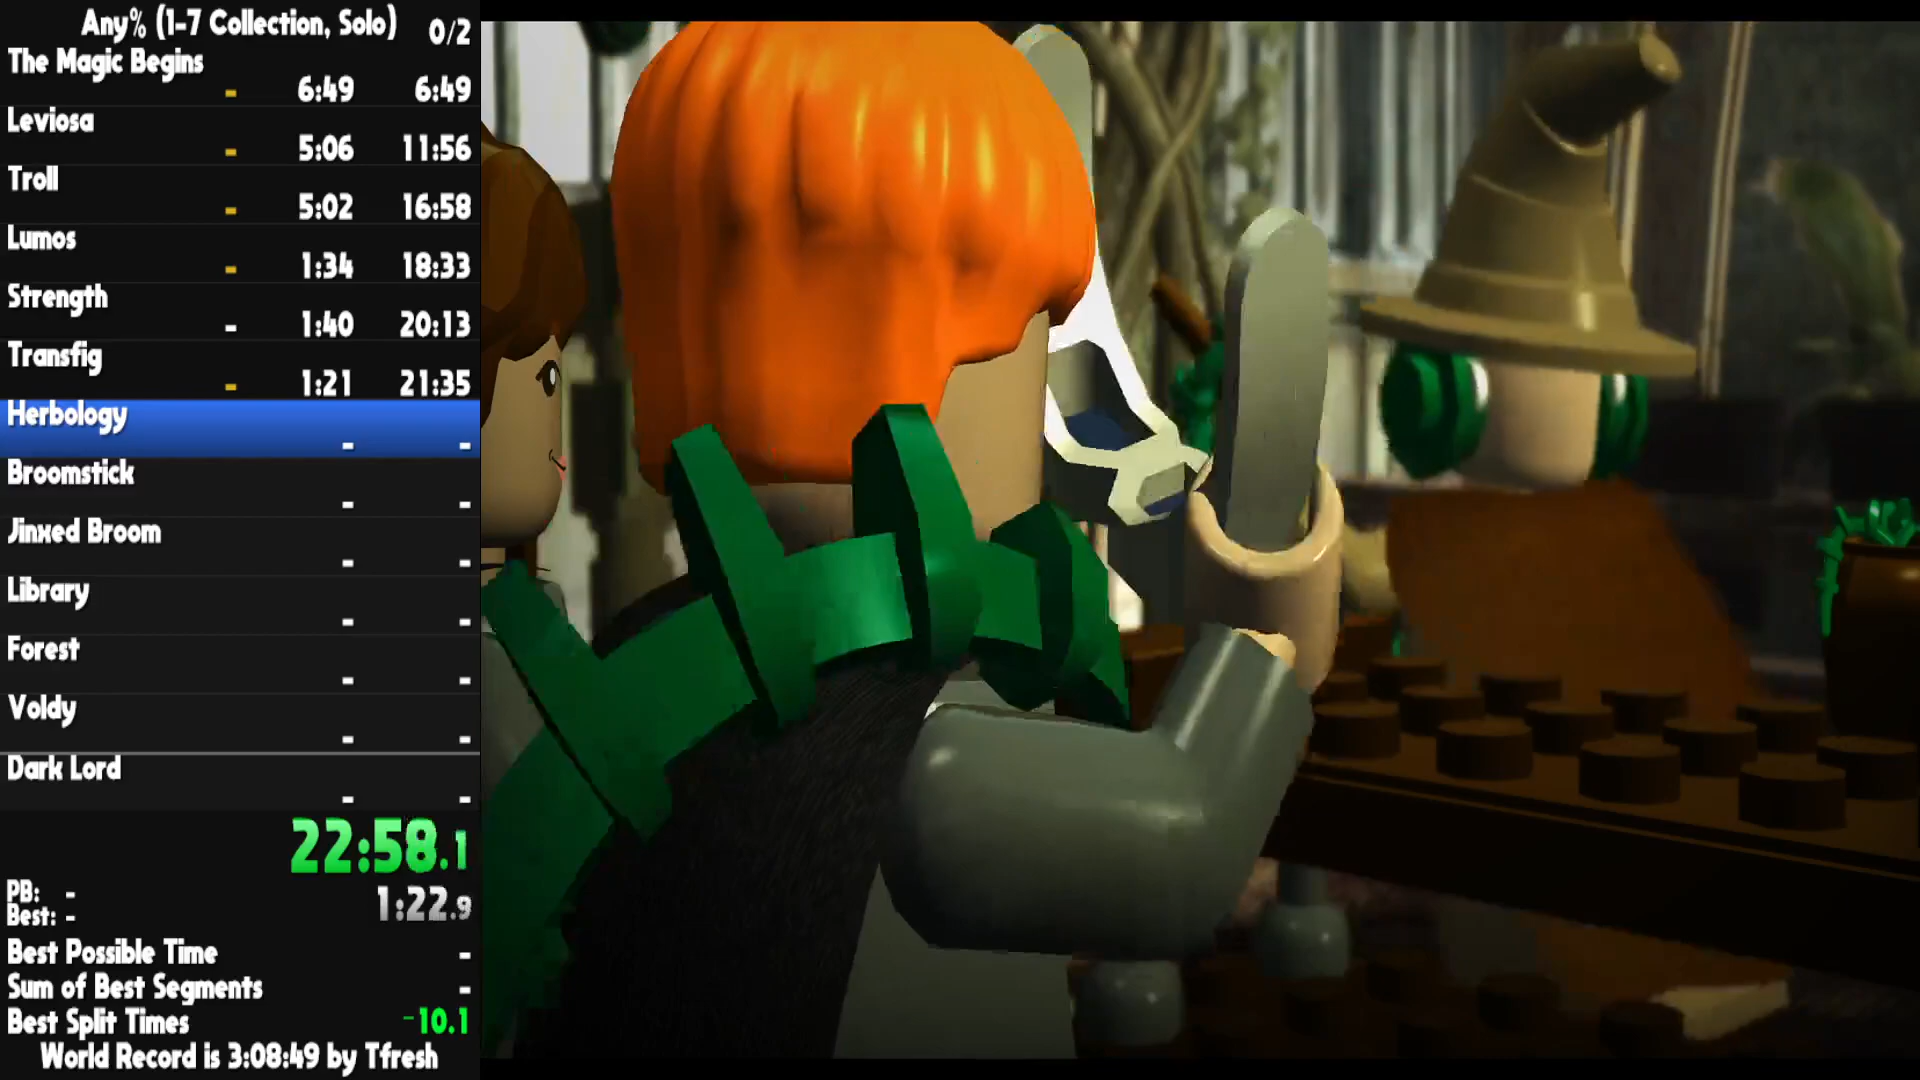 Any% (1-7 Collection, Solo) 0/2
The Magic Begins
- 6:49 6:49
Leviosa
- 5:06 11:56
Troll
- 5:02 16:58
Lumos
- 1:34 18:33
Strength
- 1:40 20:13
Transfig
- 1:21 21:35
Herbology
- -
Broomstick
- -
Jinxed Broom
- -
Library
- -
Forest
- -
Voldy
- -
Dark Lord
- -
22:58.1
PB: -
Best: - 1:22.9
Best Possible Time -
Sum of Best Segments -
Best Split Times -10.1
World Record is 3:08:49 by Tfresh